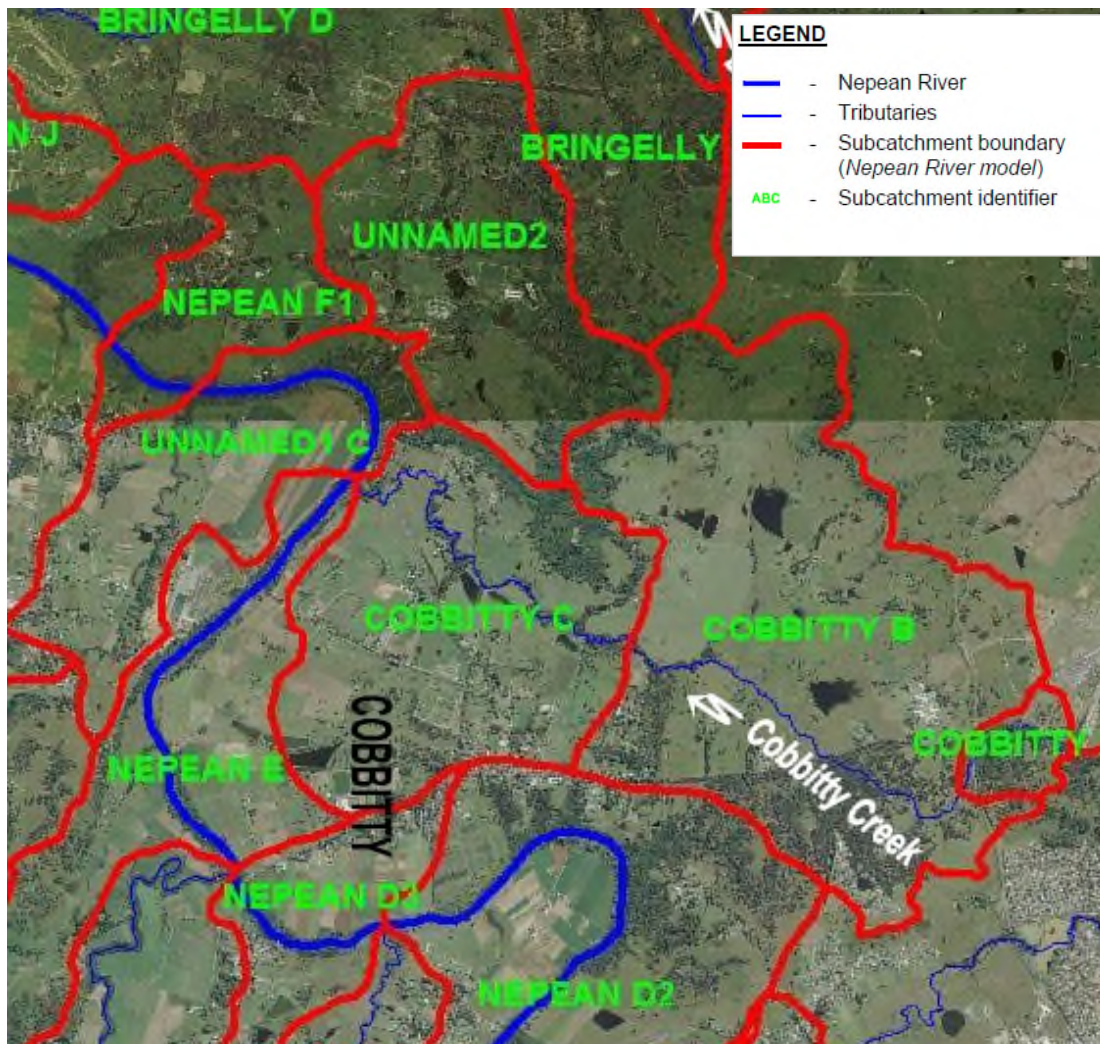 BRINGELLY D
LEGEND
- Nepean River
- Tributaries
- Subcatchment boundary
(Nepean River model)
ABC - Subcatchment identifier
N J
BRINGELLY
UNNAMED2
NEPEAN F1
UNNAMED1 C
COBBITTY C
COBBITTY B
COBBITTY
Cobbitty Creek
COBBITTY
NEPEAN E
NEPEAN D3
NEPEAN D2